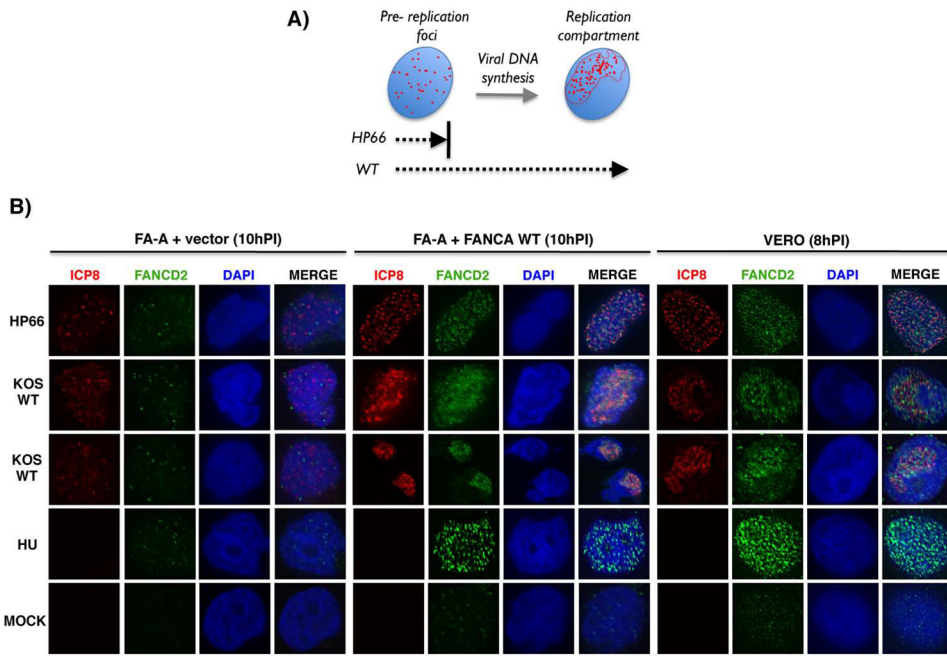 A)
Pre- replication
foci
Viral DNA
synthesis
Replication
compartment
HP66
WT
B)
FA-A + vector (10hPI)
FA-A + FANCA WT (10hPI)
VERO (8hPI)
ICP8 FANCD2 DAPI MERGE ICP8 FANCD2 DAPI MERGE ICP8 FANCD2 DAPI MERGE
HP66
KOS
WT
KOS
WT
HU
MOCK